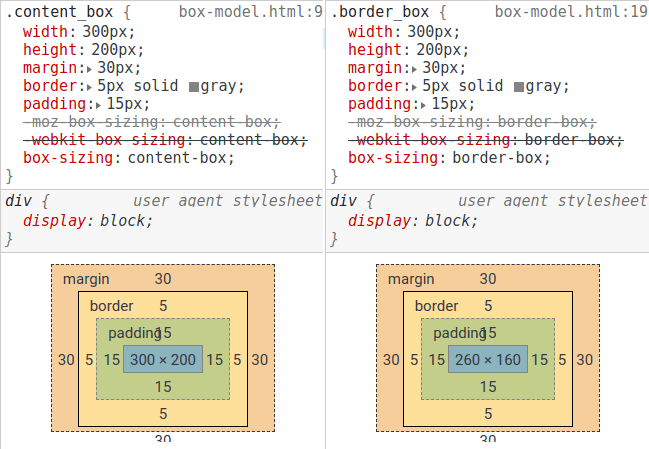 .content_box {
box-model.html:9
width: 300px;
height: 200px;
margin: 30px;
border: 5px solid gray;
padding: 15px;
-moz-box-sizing: content-box;
-webkit-box-sizing: content-box;
box-sizing: content-box;
}
div {
user agent stylesheet
display: block;
}
margin 30
border 5
padding 15
30 5 15 300 × 200 15 5 30
15
5
30
.border_box {
box-model.html:19
width: 300px;
height: 200px;
margin: 30px;
border: 5px solid gray;
padding: 15px;
-moz-box-sizing: border-box;
-webkit-box-sizing: border-box;
box-sizing: border-box;
}
div {
user agent stylesheet
display: block;
}
margin 30
border 5
padding 15
30 5 15 260 × 160 15 5 30
15
5
30